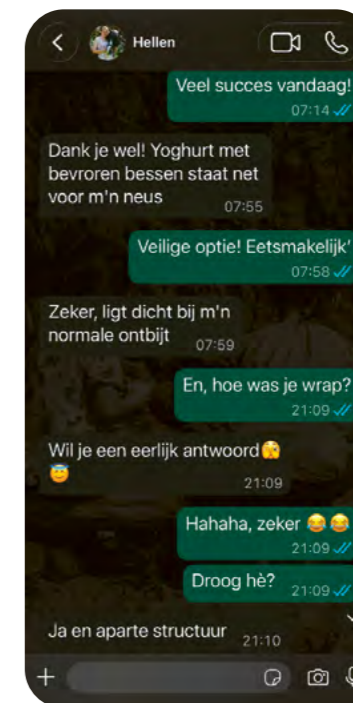 Hellen
Veel succes vandaag!
07:14
Dank je wel! Yoghurt met
bevroren bessen staat net
voor m'n neus
07:55
Veilige optie! Eetsmakelijk'
07:58
Zeker, ligt dicht bij m'n
normale ontbijt
07:59
En, hoe was je wrap?
21:09
Wil je een eerlijk antwoord🫣
😇
21:09
Hahaha, zeker 😂😂
21:09
Droog hè?
21:09
Ja en aparte structuur
21:10